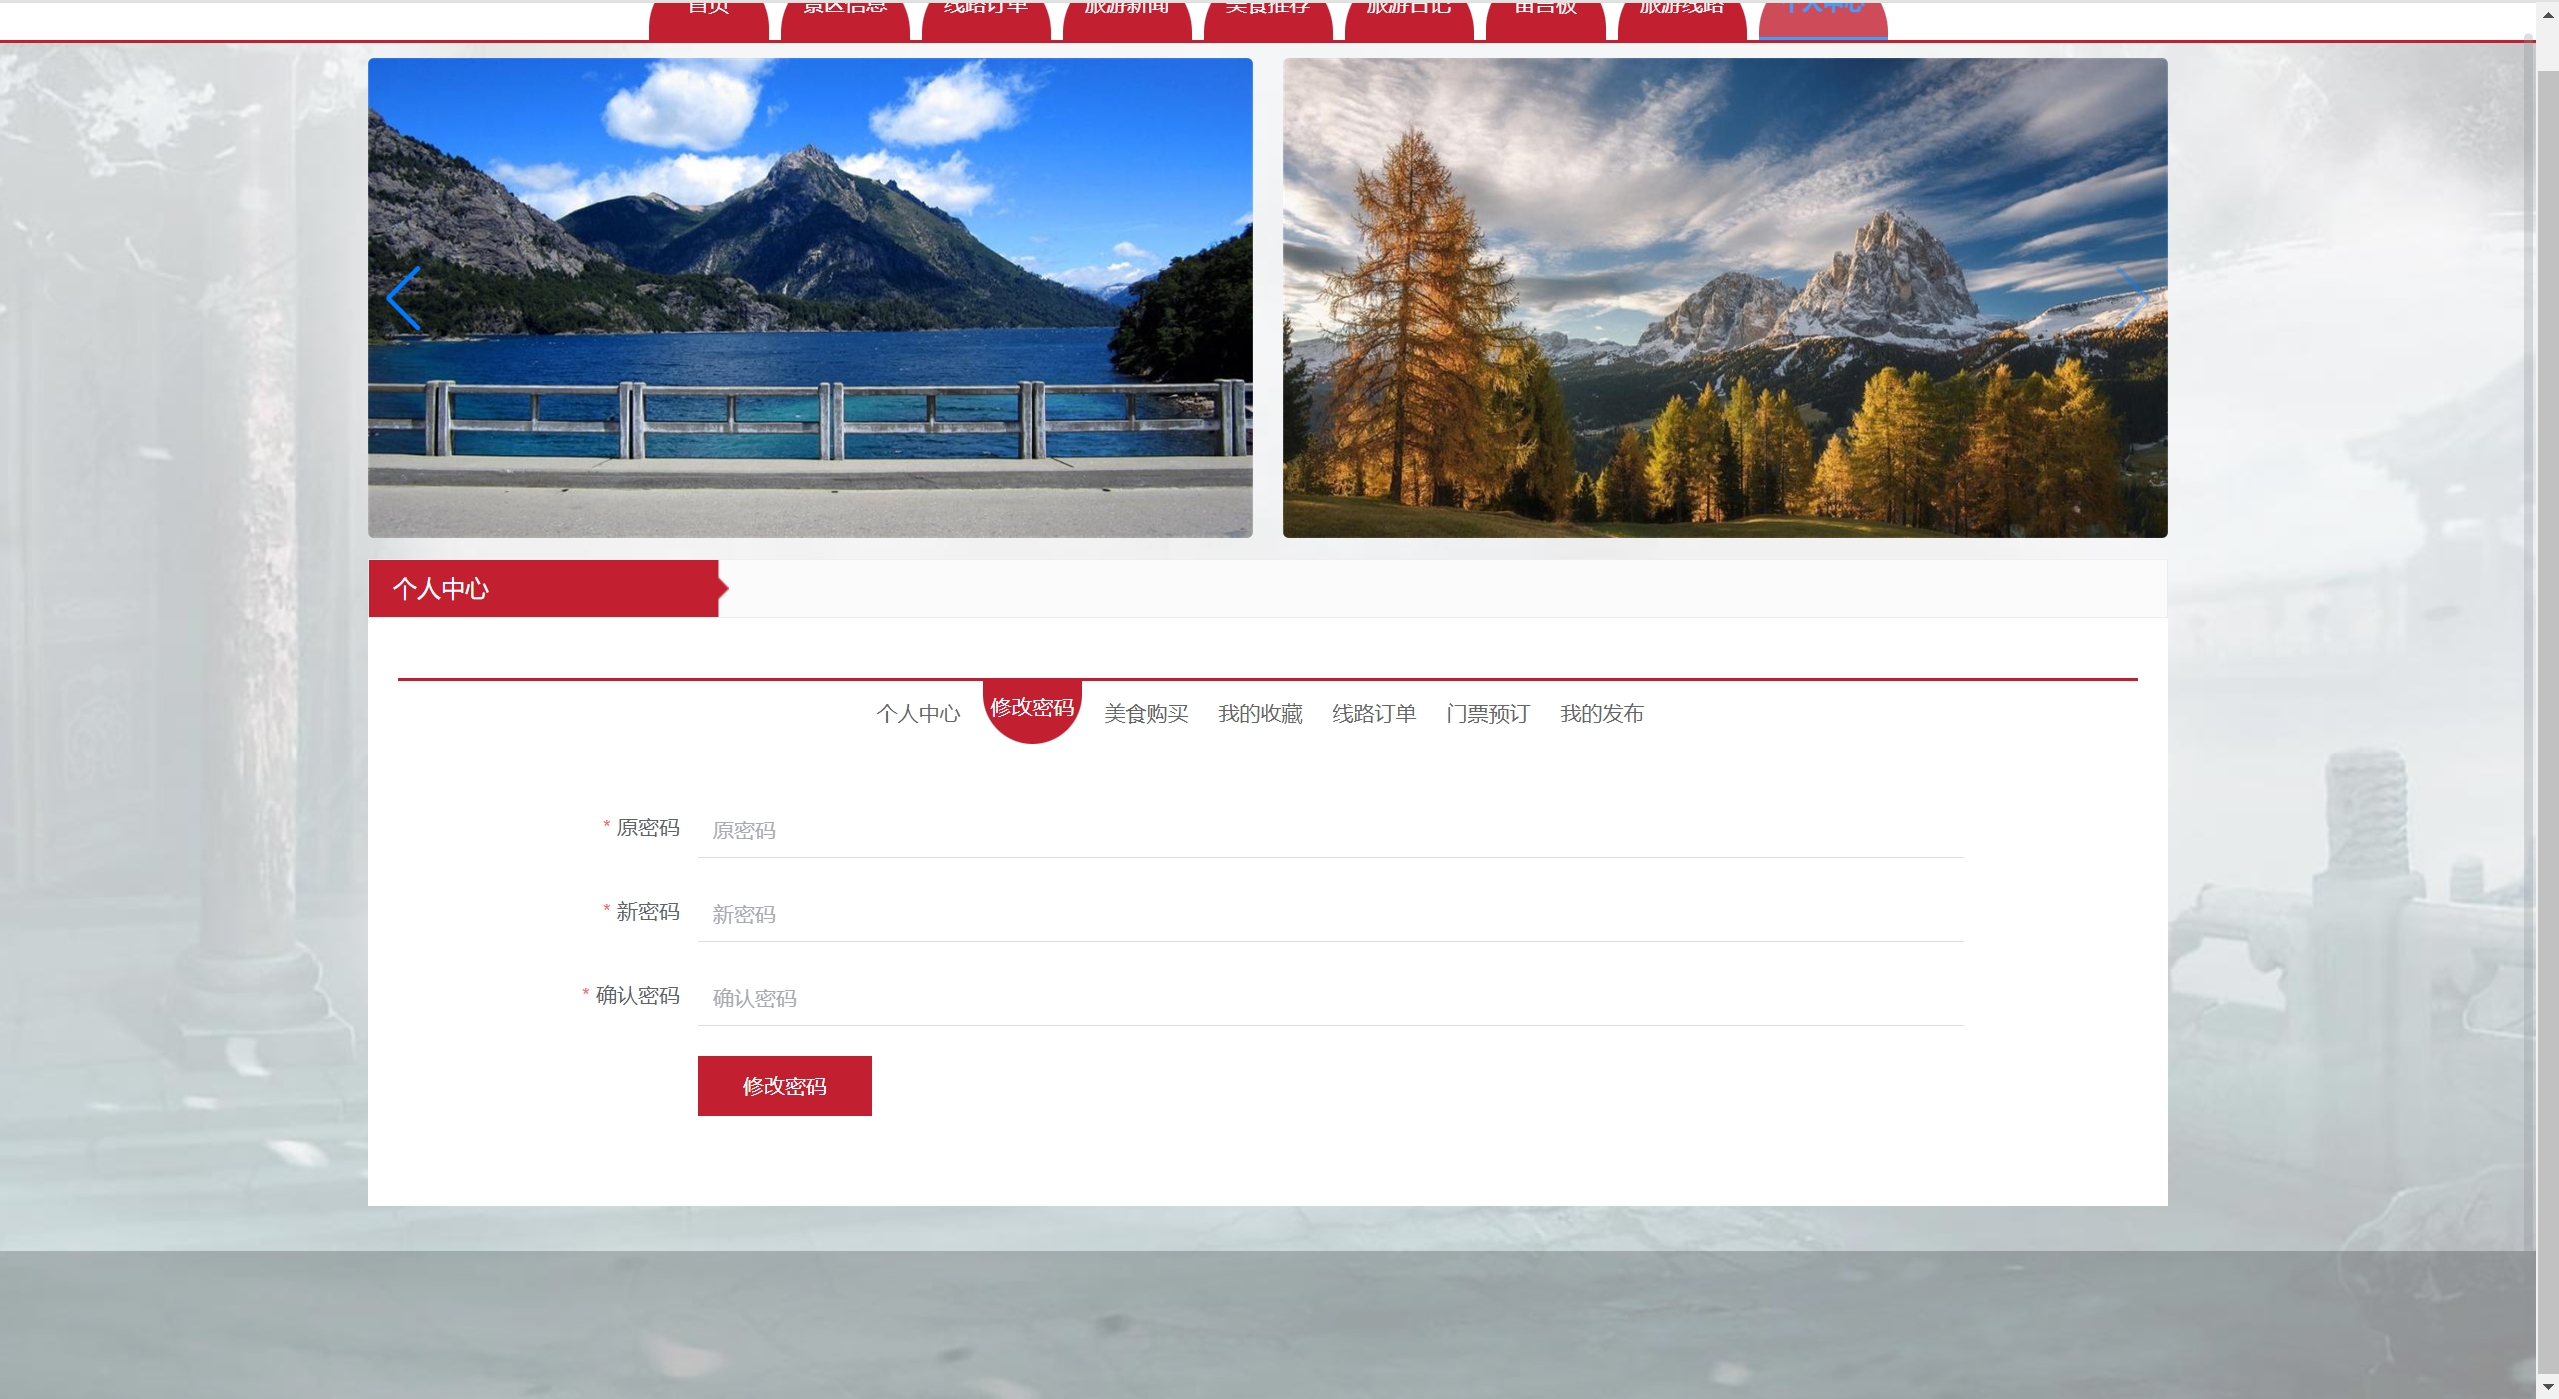 首页 景区信息 线路订单 旅游新闻 美食推荐 旅游日记 留言板 旅游线路 个人中心
个人中心
个人中心 修改密码 美食购买 我的收藏 线路订单 门票预订 我的发布
* 原密码 原密码
* 新密码 新密码
* 确认密码 确认密码
修改密码